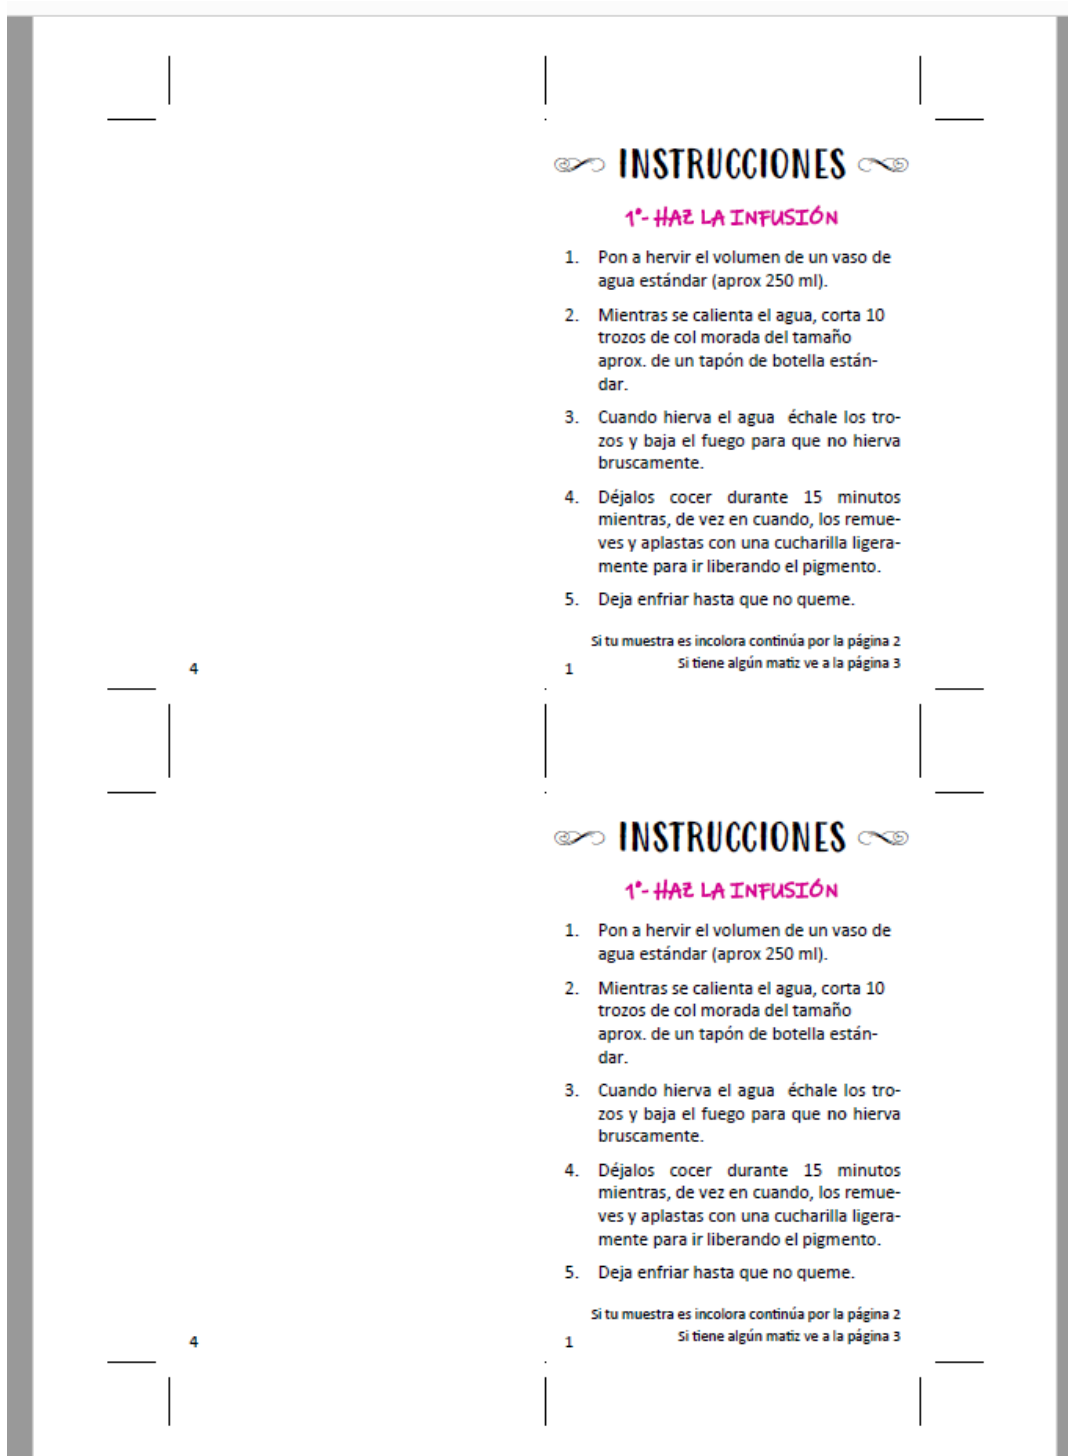 INSTRUCCIONES
1º- HAZ LA INFUSIÓN
1. Pon a hervir el volumen de un vaso de
agua estándar (aprox 250 ml).
2. Mientras se calienta el agua, corta 10
trozos de col morada del tamaño
aprox. de un tapón de botella están-
dar.
3. Cuando hierva el agua  échale los tro-
zos y baja el fuego para que no hierva
bruscamente.
4. Déjalos cocer durante 15 minutos
mientras, de vez en cuando, los remue-
ves y aplastas con una cucharilla ligera-
mente para ir liberando el pigmento.
5. Deja enfriar hasta que no queme.
Si tu muestra es incolora continúa por la página 2
Si tiene algún matiz ve a la página 3
4
1
INSTRUCCIONES
1º- HAZ LA INFUSIÓN
1. Pon a hervir el volumen de un vaso de
agua estándar (aprox 250 ml).
2. Mientras se calienta el agua, corta 10
trozos de col morada del tamaño
aprox. de un tapón de botella están-
dar.
3. Cuando hierva el agua  échale los tro-
zos y baja el fuego para que no hierva
bruscamente.
4. Déjalos cocer durante 15 minutos
mientras, de vez en cuando, los remue-
ves y aplastas con una cucharilla ligera-
mente para ir liberando el pigmento.
5. Deja enfriar hasta que no queme.
Si tu muestra es incolora continúa por la página 2
Si tiene algún matiz ve a la página 3
4
1